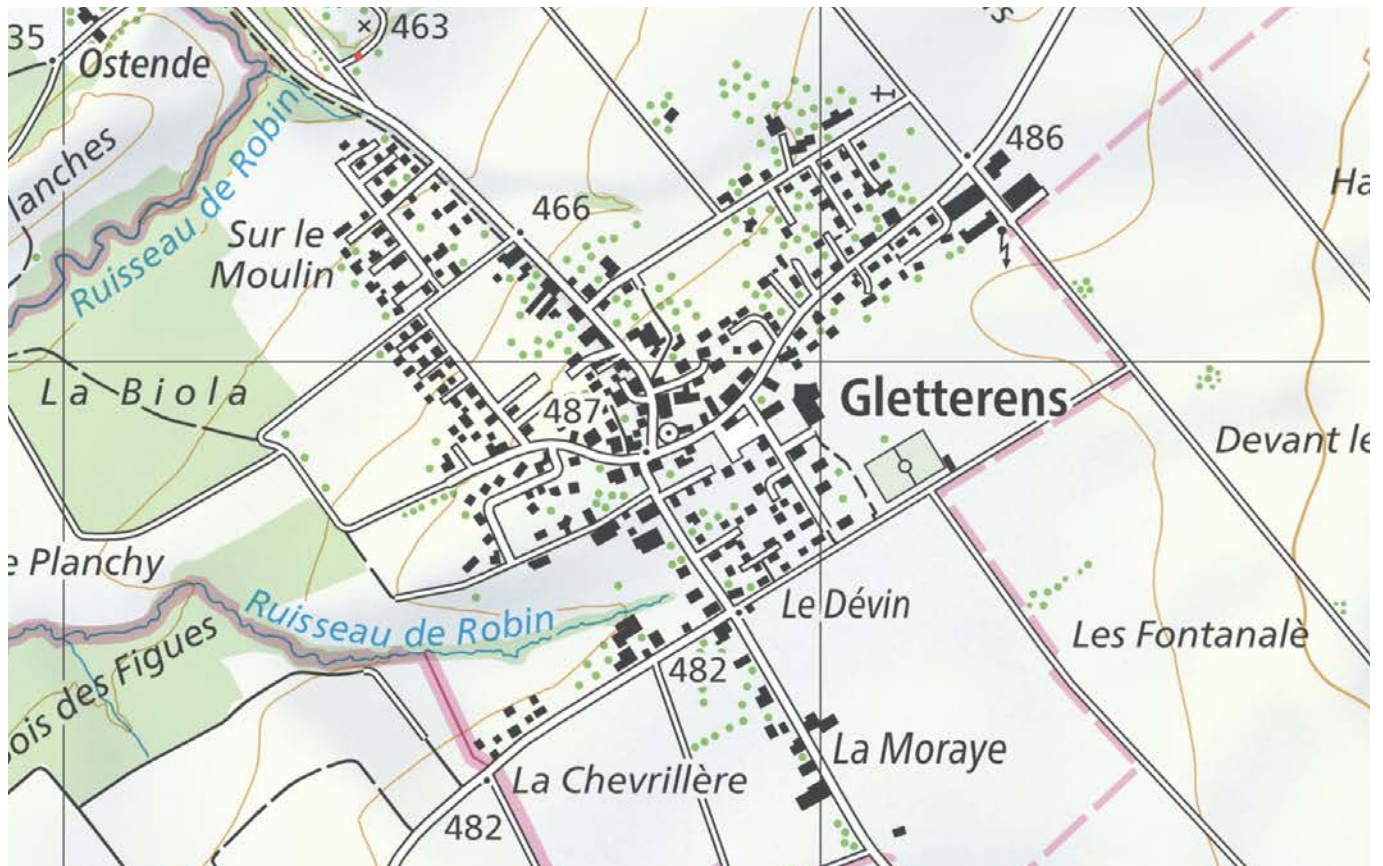 35
463
Ostende
486
Ruisseau de Robin
lanches
Ha
466
Sur le
Moulin
La Biola
487
Gletterens
Devant le
e Planchy
Ruisseau de Robin
Le Dévin
Les Fontanalè
ois des Figues
482
La Moraye
La Chevrillère
482